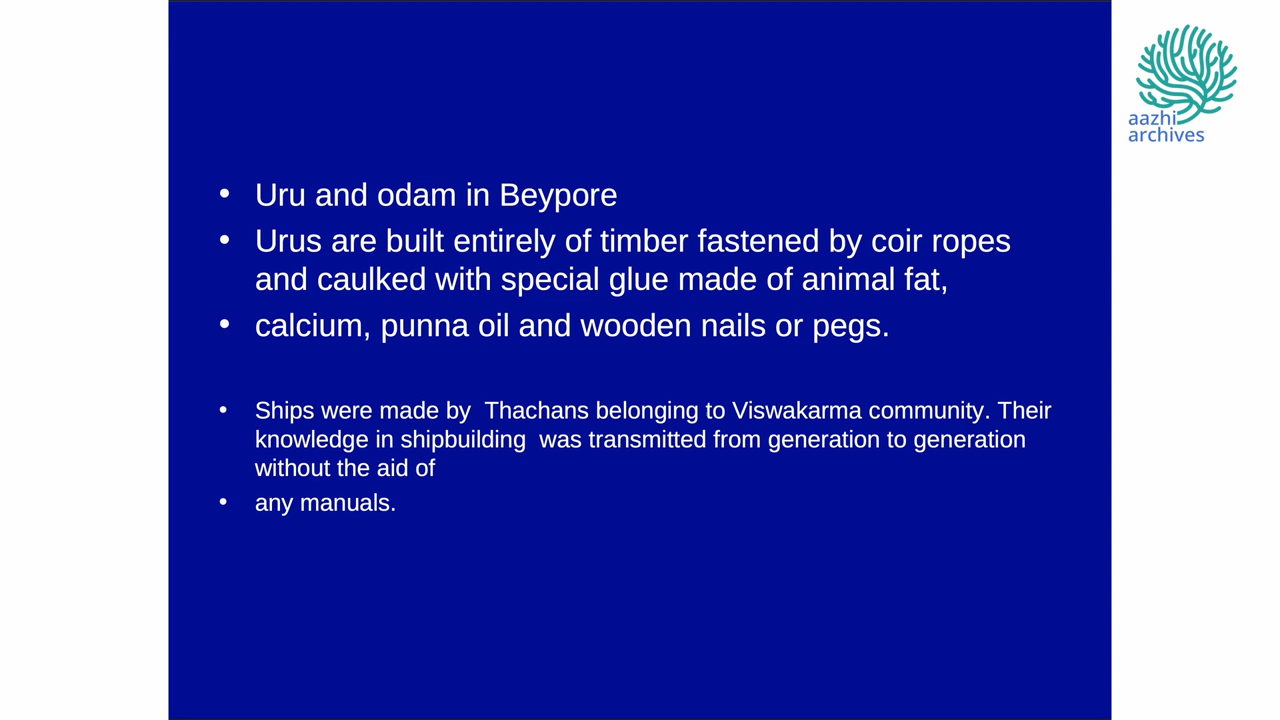 • Uru and odam in Beypore
• Urus are built entirely of timber fastened by coir ropes
and caulked with special glue made of animal fat,
• calcium, punna oil and wooden nails or pegs.
• Ships were made by  Thachans belonging to Viswakarma community. Their
knowledge in shipbuilding  was transmitted from generation to generation
without the aid of
• any manuals.
aazhi
archives